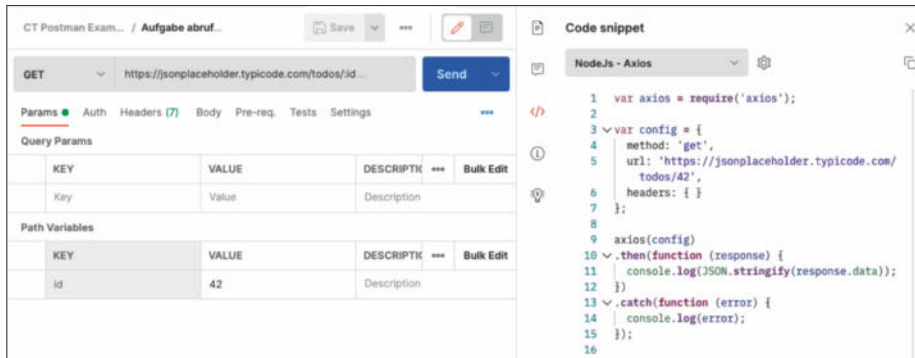 CT Postman Exam... / Aufgabe abruf... Save
GET https://jsonplaceholder.typicode.com/todos/:id... Send
Params Auth Headers (7) Body Pre-req. Tests Settings
Query Params
KEY VALUE DESCRIPTIO Bulk Edit
Key Value Description
Path Variables
KEY VALUE DESCRIPTIO Bulk Edit
id 42 Description
Code snippet
NodeJs - Axios
1 var axios = require('axios');
2
3 var config = {
4 method: 'get',
5 url: 'https://jsonplaceholder.typicode.com/
todos/42',
6 headers: { }
7 };
8
9 axios(config)
10 .then(function (response) {
11 console.log(JSON.stringify(response.data));
12 })
13 .catch(function (error) {
14 console.log(error);
15 });
16